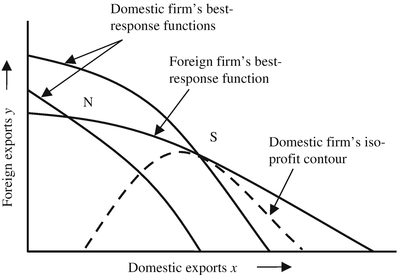 Domestic firm's best-
response functions
Foreign firm's best-
response function
N
S
Domestic firm's iso-
profit contour
Foreign exports y
Domestic exports x